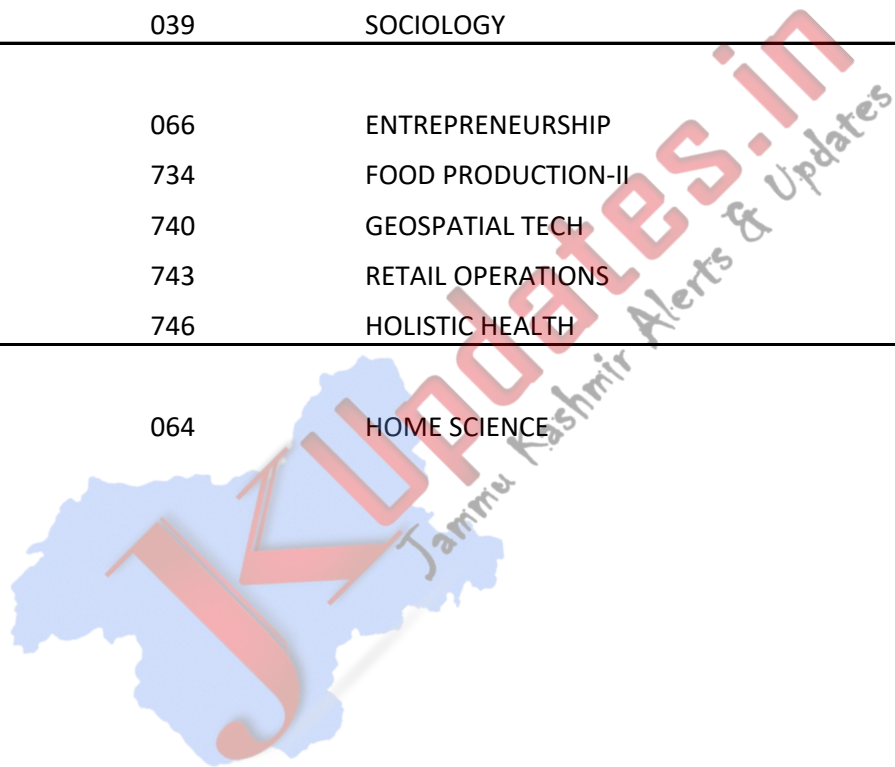 039 SOCIOLOGY
066 ENTREPRENEURSHIP
734 FOOD PRODUCTION-II
740 GEOSPATIAL TECH
743 RETAIL OPERATIONS
746 HOLISTIC HEALTH
064 HOME SCIENCE
JKUpdates.in
Jammu Kashmir Alerts & Updates